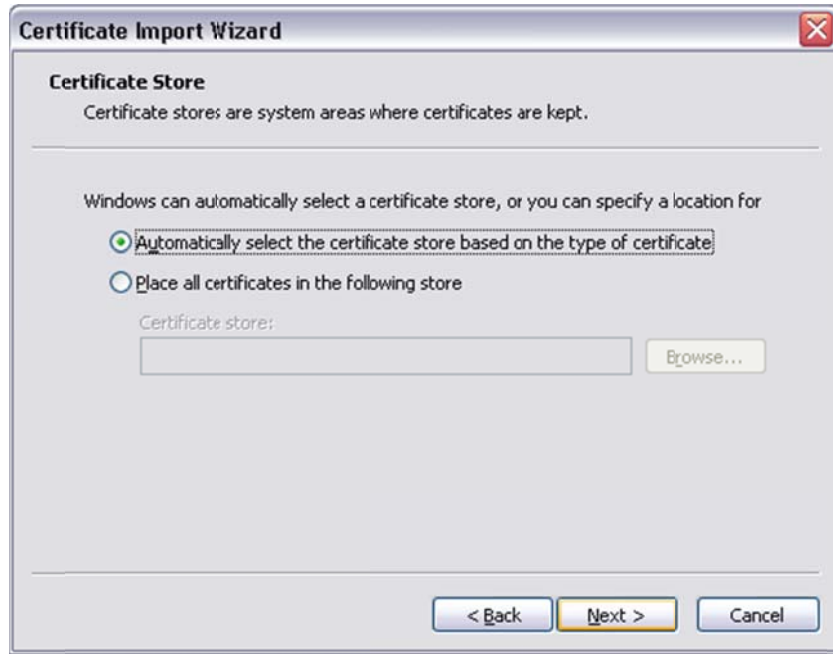 Certificate Import Wizard
Certificate Store
Certificate stores are system areas where certificates are kept.
Windows can automatically select a certificate store, or you can specify a location for
Automatically select the certificate store based on the type of certificate
Place all certificates in the following store
Certificate store:
Browse...
< Back Next > Cancel